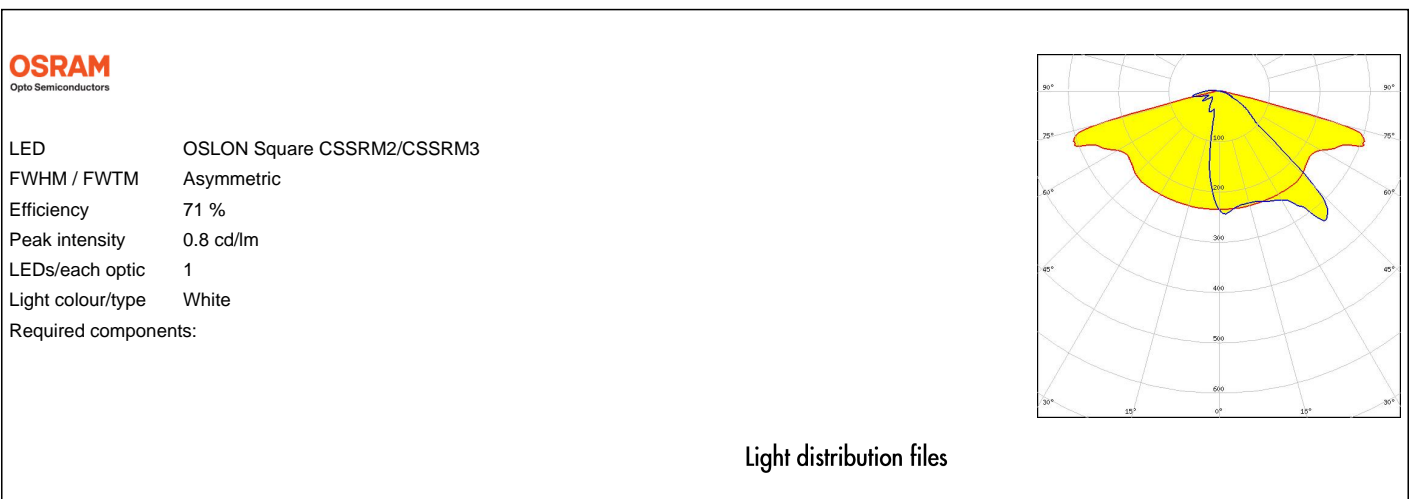 OSRAM
Opto Semiconductors
LED OSLON Square CSSRM2/CSSRM3
FWHM / FWTM Asymmetric
Efficiency 71 %
Peak intensity 0.8 cd/lm
LEDs/each optic 1
Light colour/type White
Required components:
90° 90°
75° 75°
60° 60°
45° 45°
30° 15° 0° 15° 30°
100
200
300
400
500
600
Light distribution files